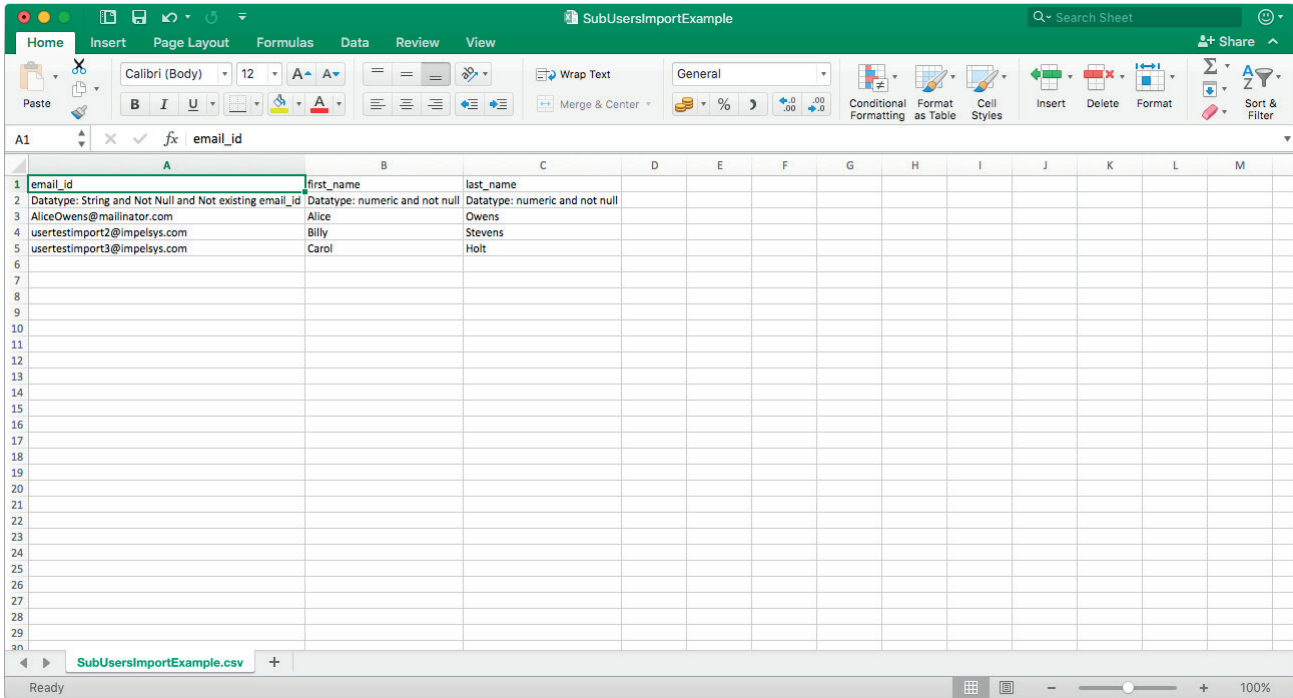 SubUsersImportExample
Search Sheet
Home Insert Page Layout Formulas Data Review View
Share
Paste
Calibri (Body) 12 A A
Wrap Text
General
B I U A
Merge & Center
% .0 .00 .00 .0
Conditional Formatting
Format as Table
Cell Styles
Insert Delete Format
Sort & Filter
A1 fx email_id
A B C D E F G H I J K L M
1 email_id first_name last_name
2 Datatype: String and Not Null and Not existing email_id Datatype: numeric and not null Datatype: numeric and not null
3 AliceOwens@mailinator.com Alice Owens
4 usertestimport2@impelsys.com Billy Stevens
5 usertestimport3@impelsys.com Carol Holt
6
7
8
9
10
11
12
13
14
15
16
17
18
19
20
21
22
23
24
25
26
27
28
29
30
SubUsersImportExample.csv +
Ready
100%